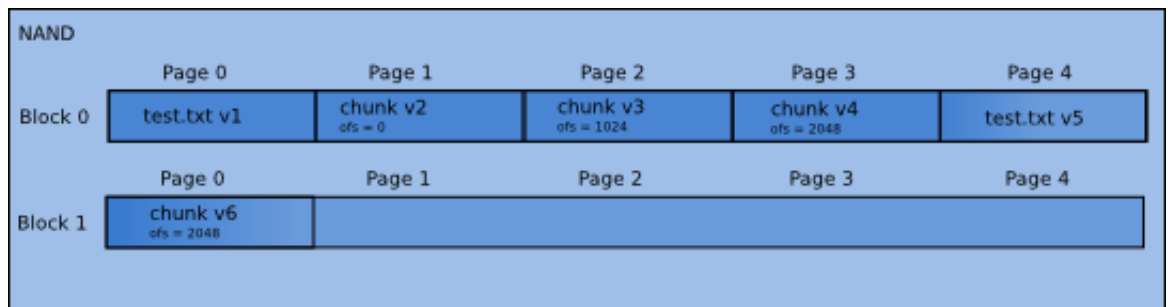 NAND
Page 0 Page 1 Page 2 Page 3 Page 4
Block 0 test.txt v1 chunk v2 chunk v3 chunk v4 test.txt v5
ofs = 0 ofs = 1024 ofs = 2048
Page 0 Page 1 Page 2 Page 3 Page 4
Block 1 chunk v6
ofs = 2048